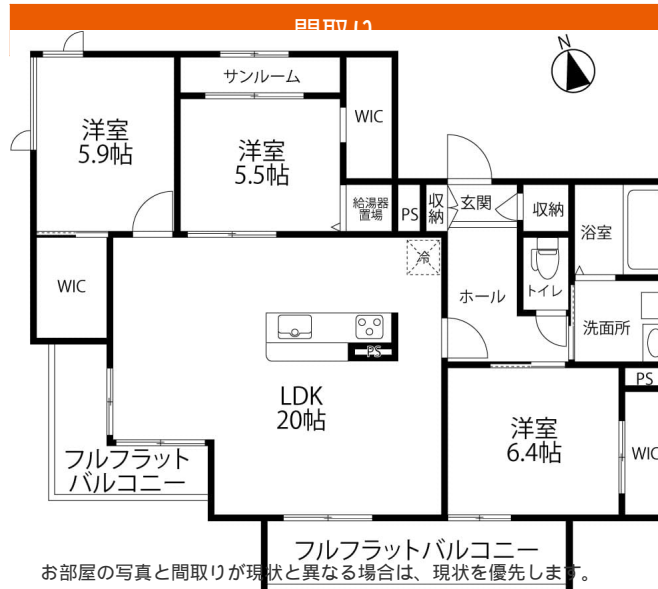 間取り
N
サンルーム
WIC
洋室
5.9帖
洋室
5.5帖
給湯器
置場
PS
収納
玄関
収納
浴室
冷
WIC
ホール
トイレ
洗面所
PS
LDK
20帖
PS
洋室
6.4帖
WIC
フルフラット
バルコニー
フルフラットバルコニー
お部屋の写真と間取りが現状と異なる場合は、現状を優先します。